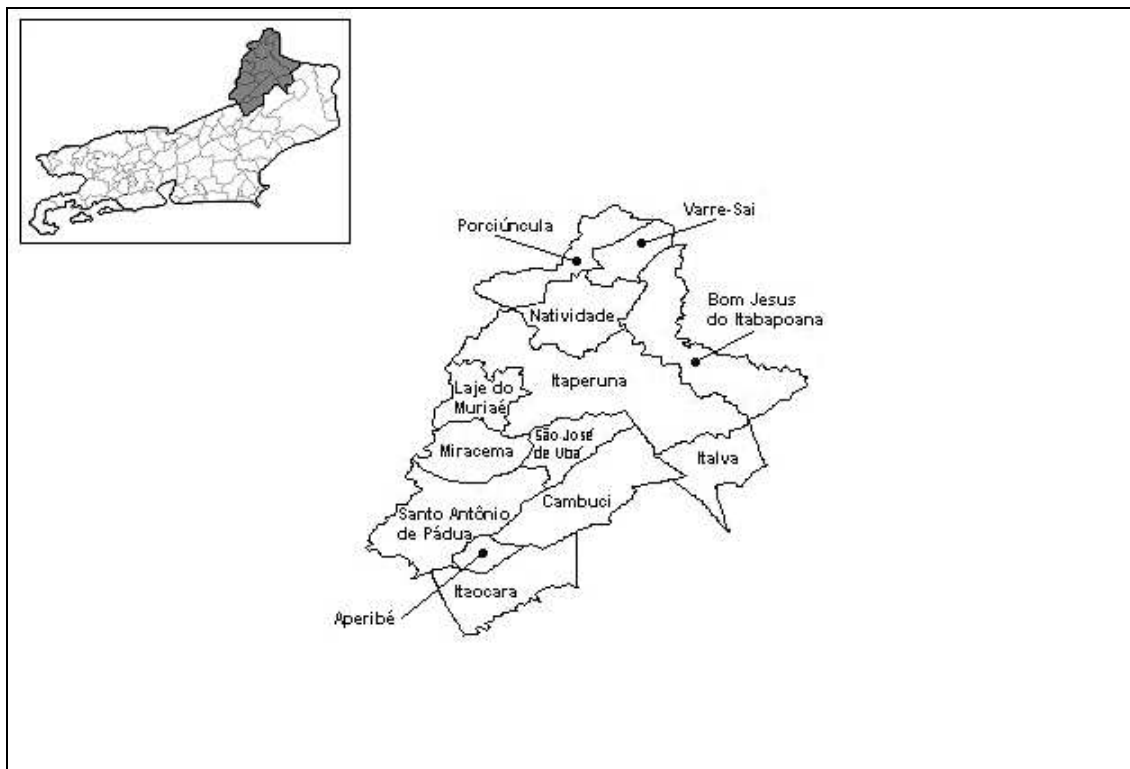 Varre-Sai
Porciúncula
Bom Jesus
do Itabapoana
Natividade
Itaperuna
Laje do
Muriaé
São José
de Ubá
Miracema
Italva
Cambuci
Santo Antônio
de Pádua
Itaocara
Aperibé